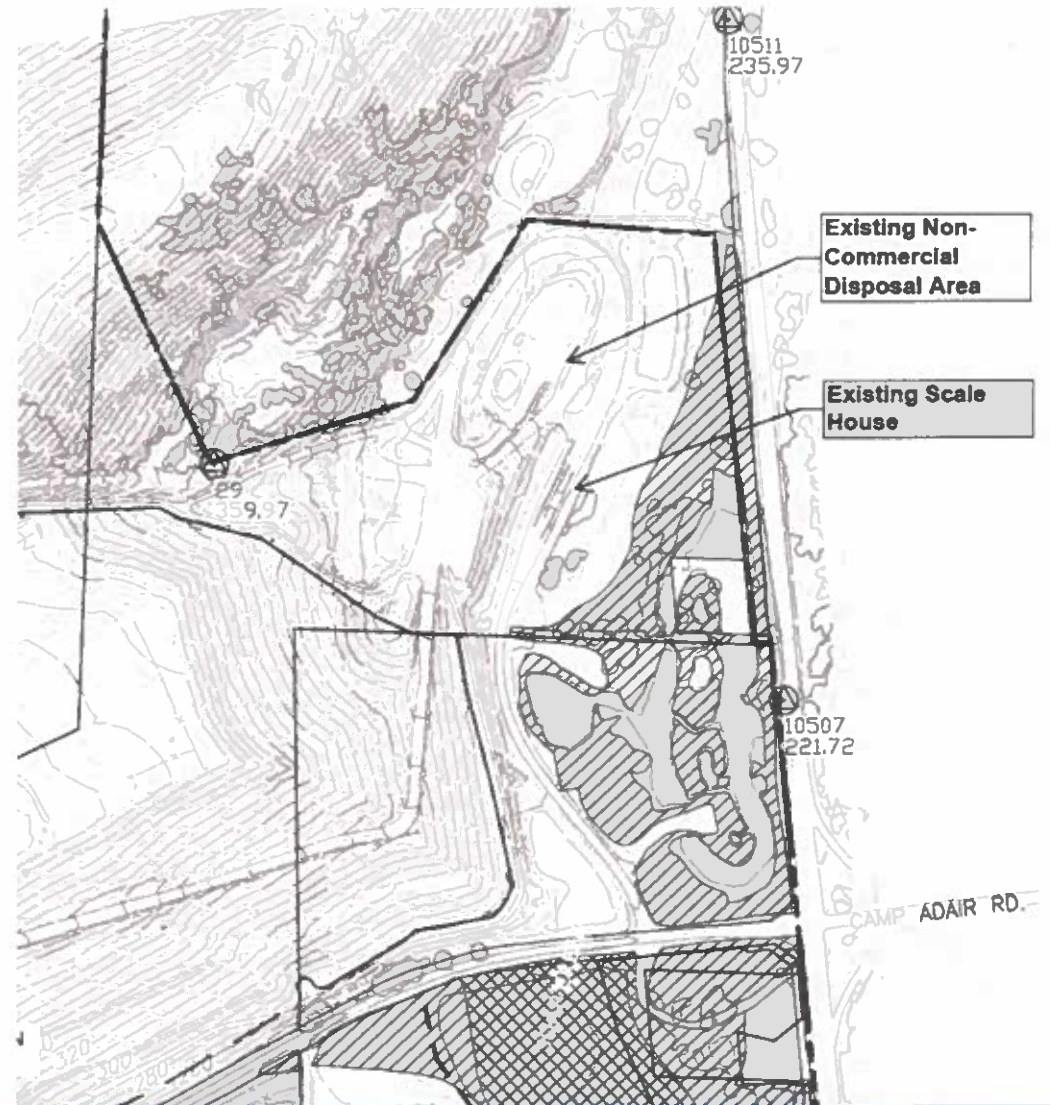 10511
235.97
Existing Non-
Commercial
Disposal Area
Existing Scale
House
29
359.97
10507
221.72
CAMP ADAIR RD.
320
300
280
260